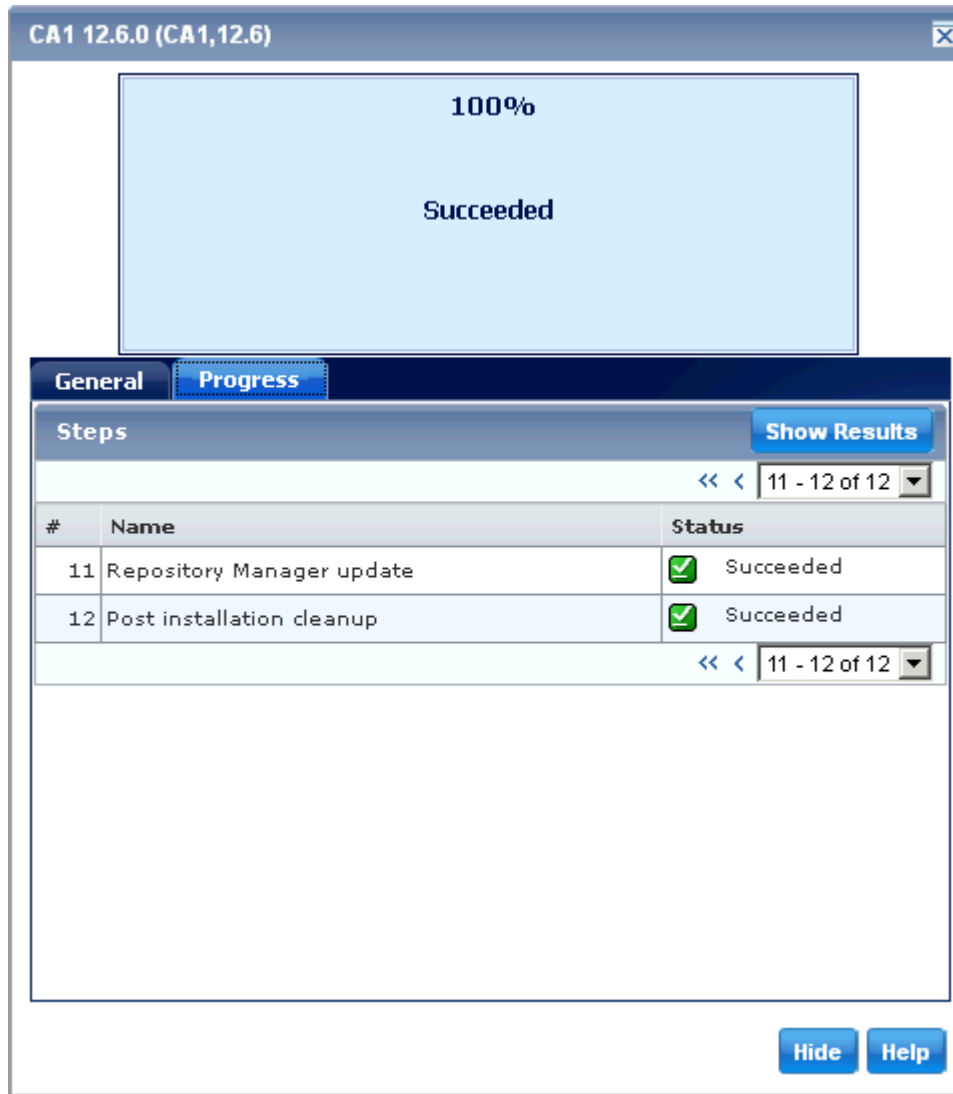 CA1 12.6.0 (CA1,12.6)
100%
Succeeded
General Progress
Steps Show Results
<< < 11 - 12 of 12
# Name Status
11 Repository Manager update Succeeded
12 Post installation cleanup Succeeded
<< < 11 - 12 of 12
Hide Help